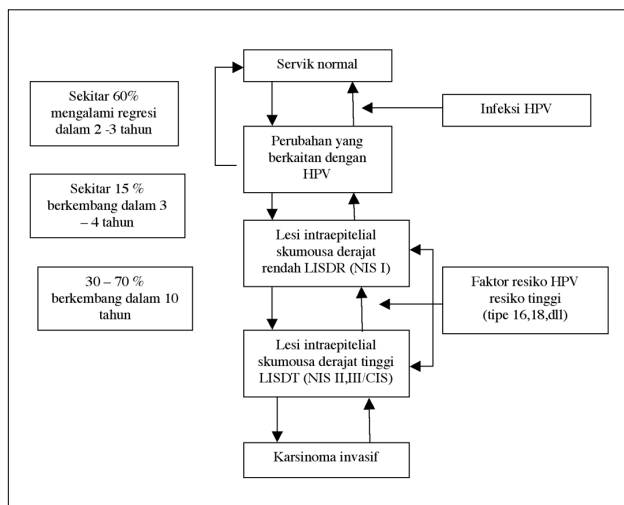 Servik normal
Sekitar 60%
mengalami regresi
dalam 2 -3 tahun
Infeksi HPV
Perubahan yang
berkaitan dengan
HPV
Sekitar 15 %
berkembang dalam 3
– 4 tahun
Lesi intraepitelial
skumousa derajat
rendah LISDR (NIS I)
30 – 70 %
berkembang dalam 10
tahun
Faktor resiko HPV
resiko tinggi
(tipe 16,18,dll)
Lesi intraepitelial
skumousa derajat tinggi
LISDT (NIS II,III/CIS)
Karsinoma invasif